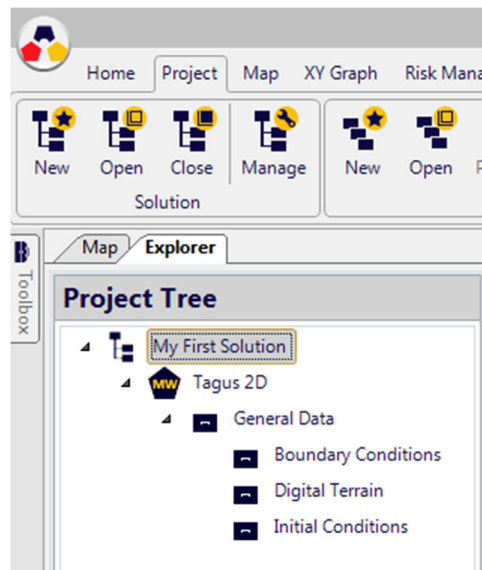 Home Project Map XY Graph Risk Mana
New Open Close Manage New Open
Solution
Map Explorer
Toolbox
Project Tree
My First Solution
MW Tagus 2D
General Data
Boundary Conditions
Digital Terrain
Initial Conditions